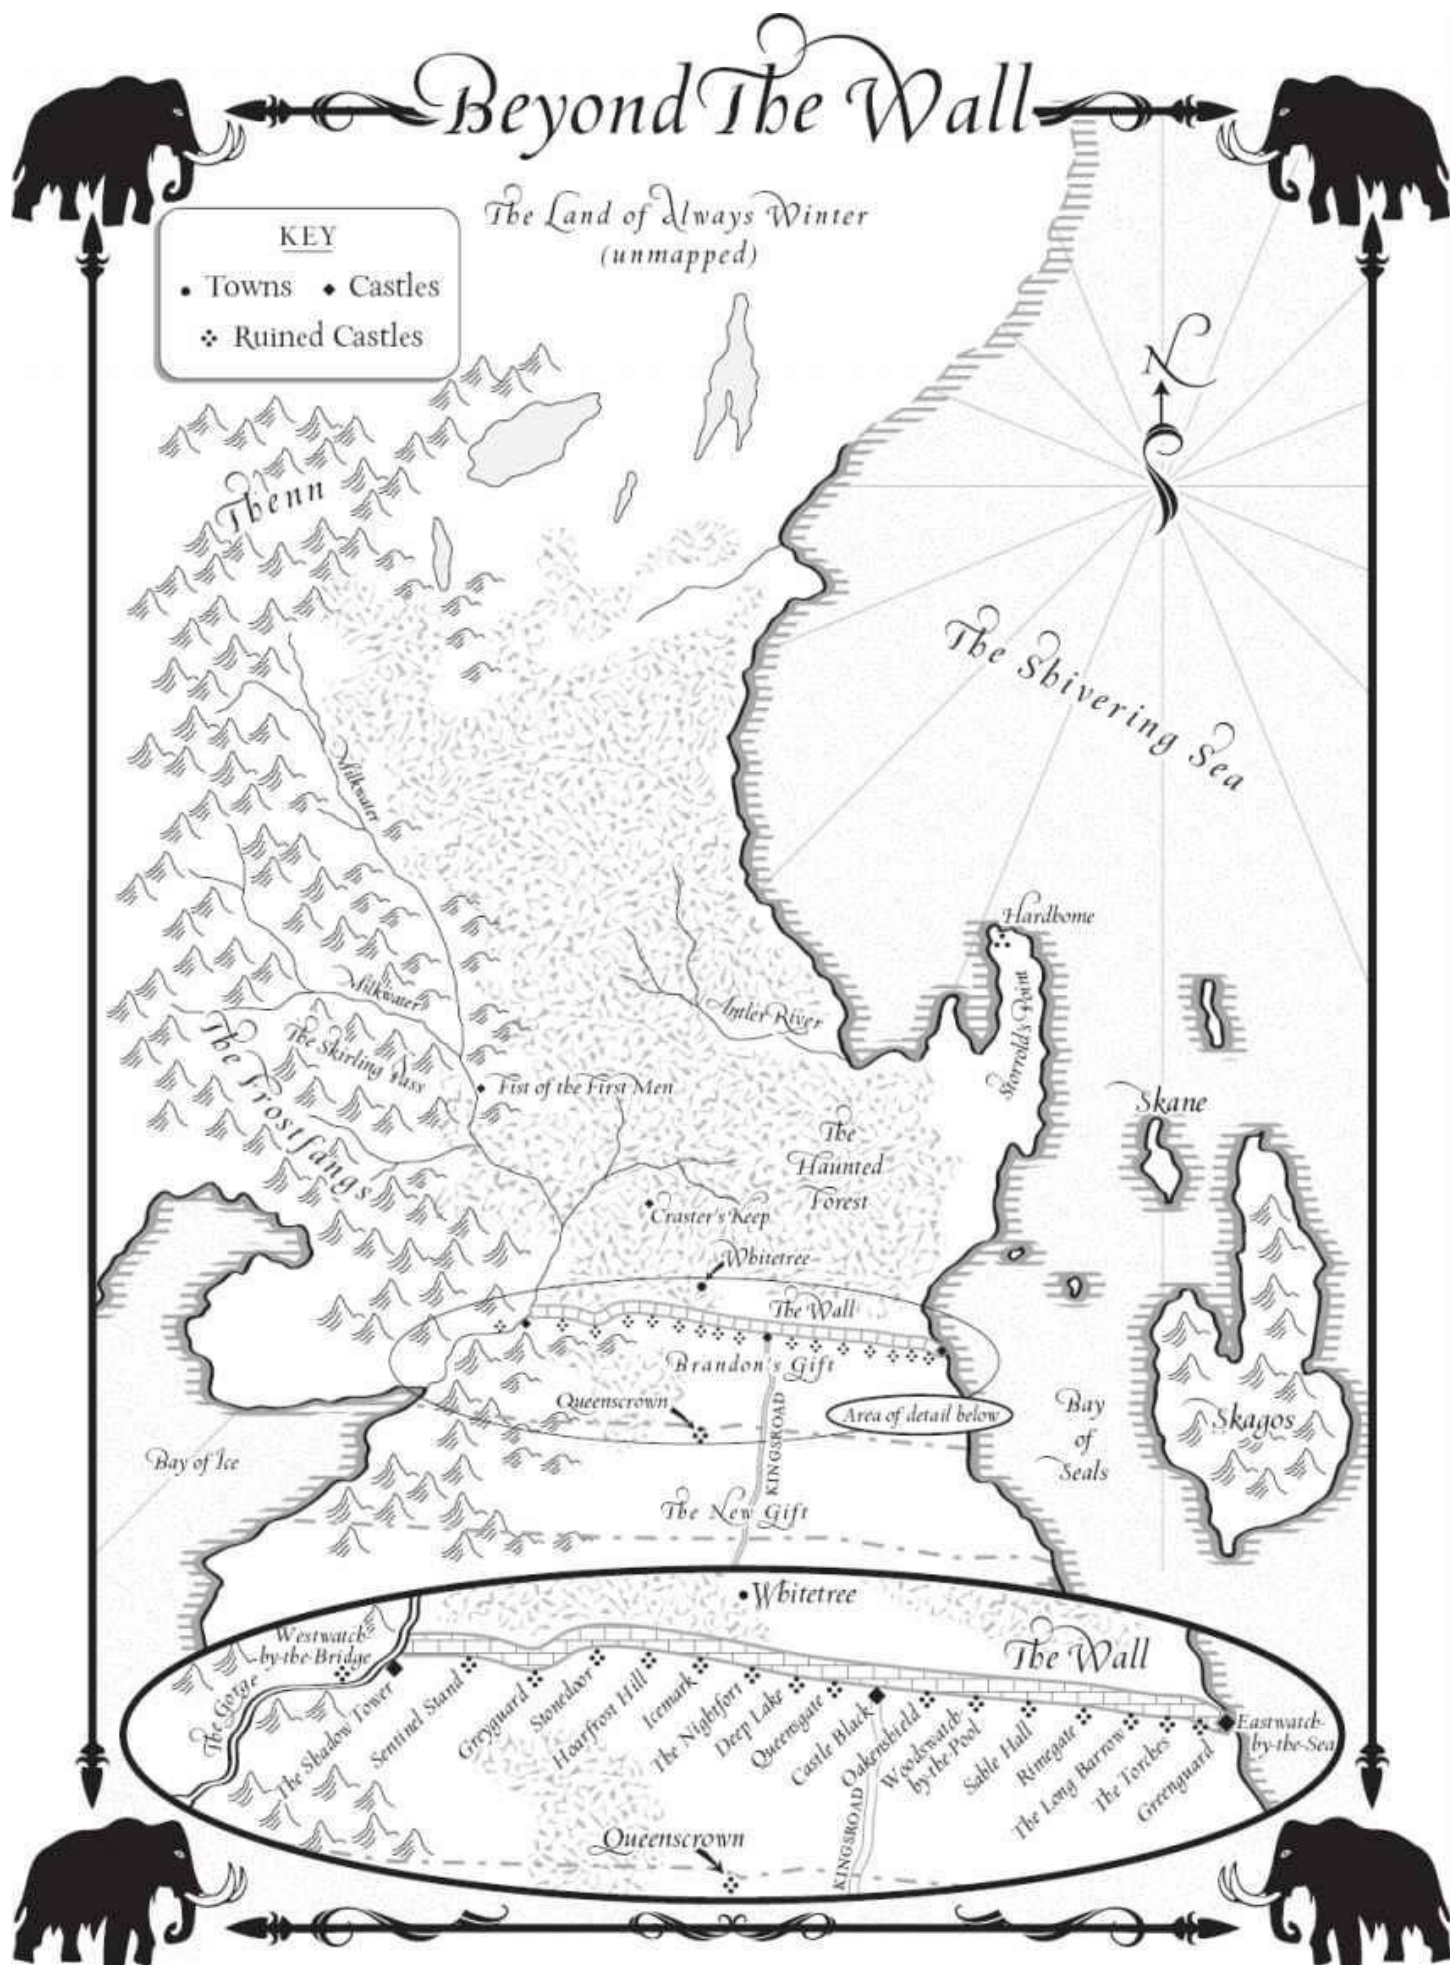 Beyond The Wall
The Land of Always Winter
(unmapped)
KEY
Towns
Castles
Ruined Castles
N
Thenn
The Shivering Sea
Milkwater
Hardhome
Milkwater
Antler River
Storrold's Point
The Skirling Pass
The Frostfangs
Fist of the First Men
Skane
The
Haunted
Forest
Craster's Keep
Whitetree
The Wall
Brandon's Gift
Queenscrown
KINGSROAD
Area of detail below
Bay
of
Seals
Skagos
Bay of Ice
The New Gift
Whitetree
Westwatch-
by-the-Bridge
The Wall
The Gorge
The Shadow Tower
Sentinel Stand
Greyguard
Stonedoor
Hoarfrost Hill
Icemark
The Nightfort
Deep Lake
Queensgate
Castle Black
Oakenshield
Woodswatch-
by-the-Pool
Sable Hall
Rimegate
The Long Barrow
The Torches
Greenguard
Eastwatch-
by-the-Sea
KINGSROAD
Queenscrown